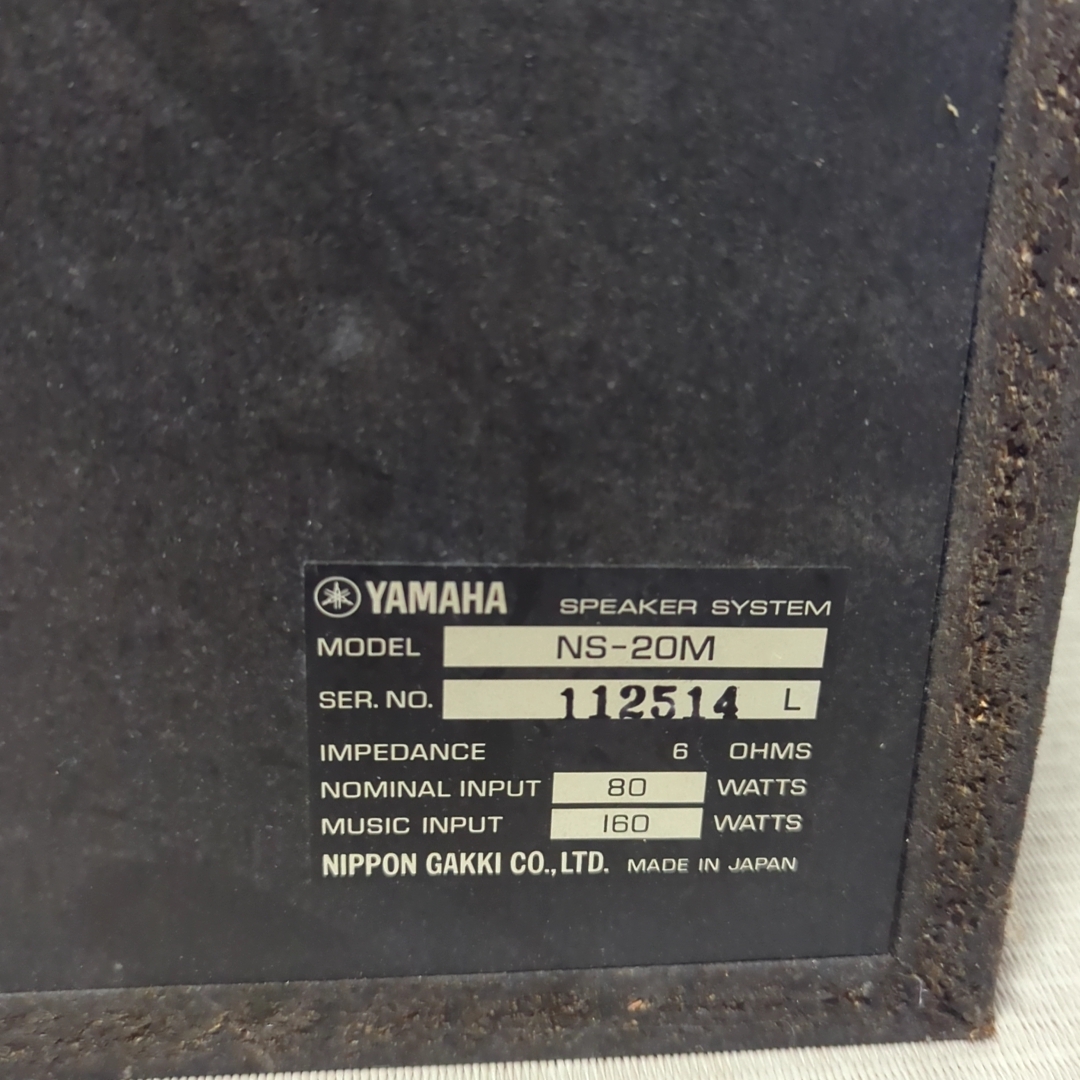 YAMAHA SPEAKER SYSTEM
MODEL NS-20M
SER. NO. 112514 L
IMPEDANCE 6 OHMS
NOMINAL INPUT 80 WATTS
MUSIC INPUT 160 WATTS
NIPPON GAKKI CO., LTD. MADE IN JAPAN